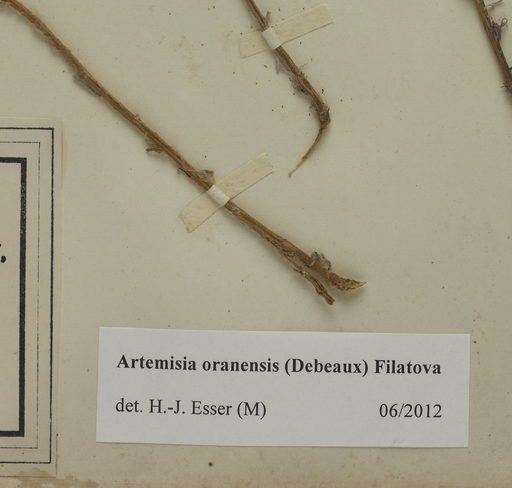 Artemisia oranensis (Debeaux) Filatova
det. H.-J. Esser (M) 06/2012